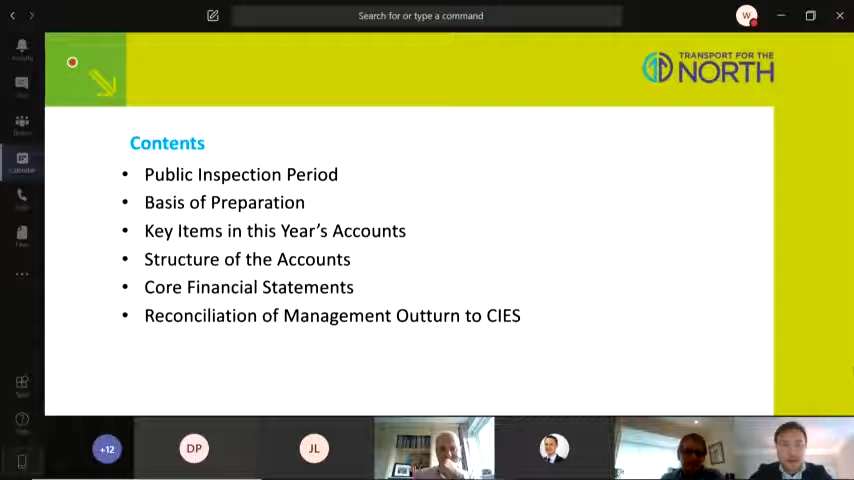 Search for or type a command
W
TRANSPORT FOR THE
NORTH
Contents
• Public Inspection Period
• Basis of Preparation
• Key Items in this Year’s Accounts
• Structure of the Accounts
• Core Financial Statements
• Reconciliation of Management Outturn to CIES
Calendar
+12
DP
JL